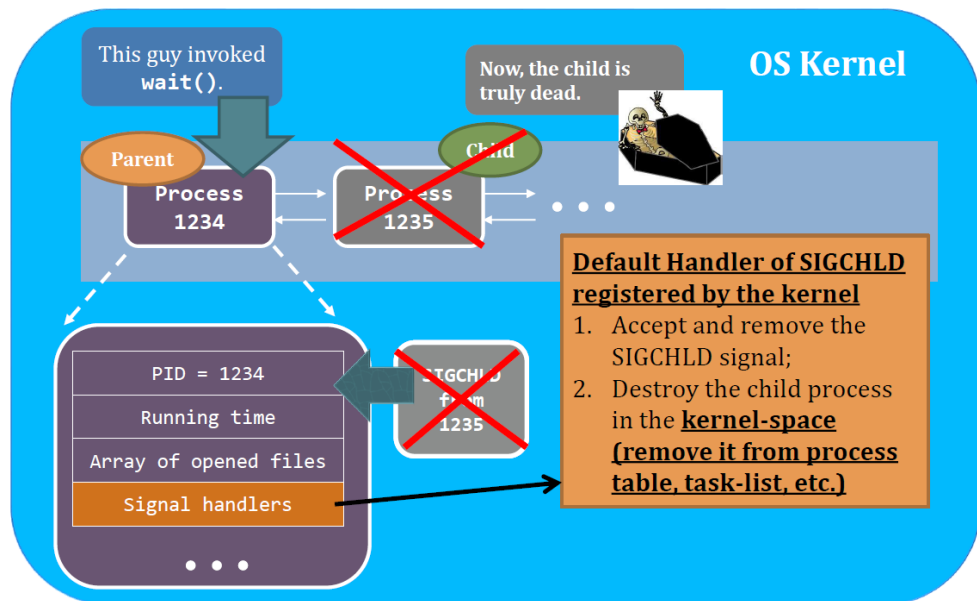 This guy invoked
wait().
Now, the child is
truly dead.
OS Kernel
Parent
Child
Process
1234
Process
1235
• • •
Default Handler of SIGCHLD
registered by the kernel
1. Accept and remove the
SIGCHLD signal;
2. Destroy the child process
in the kernel-space
(remove it from process
table, task-list, etc.)
PID = 1234
Running time
Array of opened files
Signal handlers
• • •
SIGCHLD
from
1235